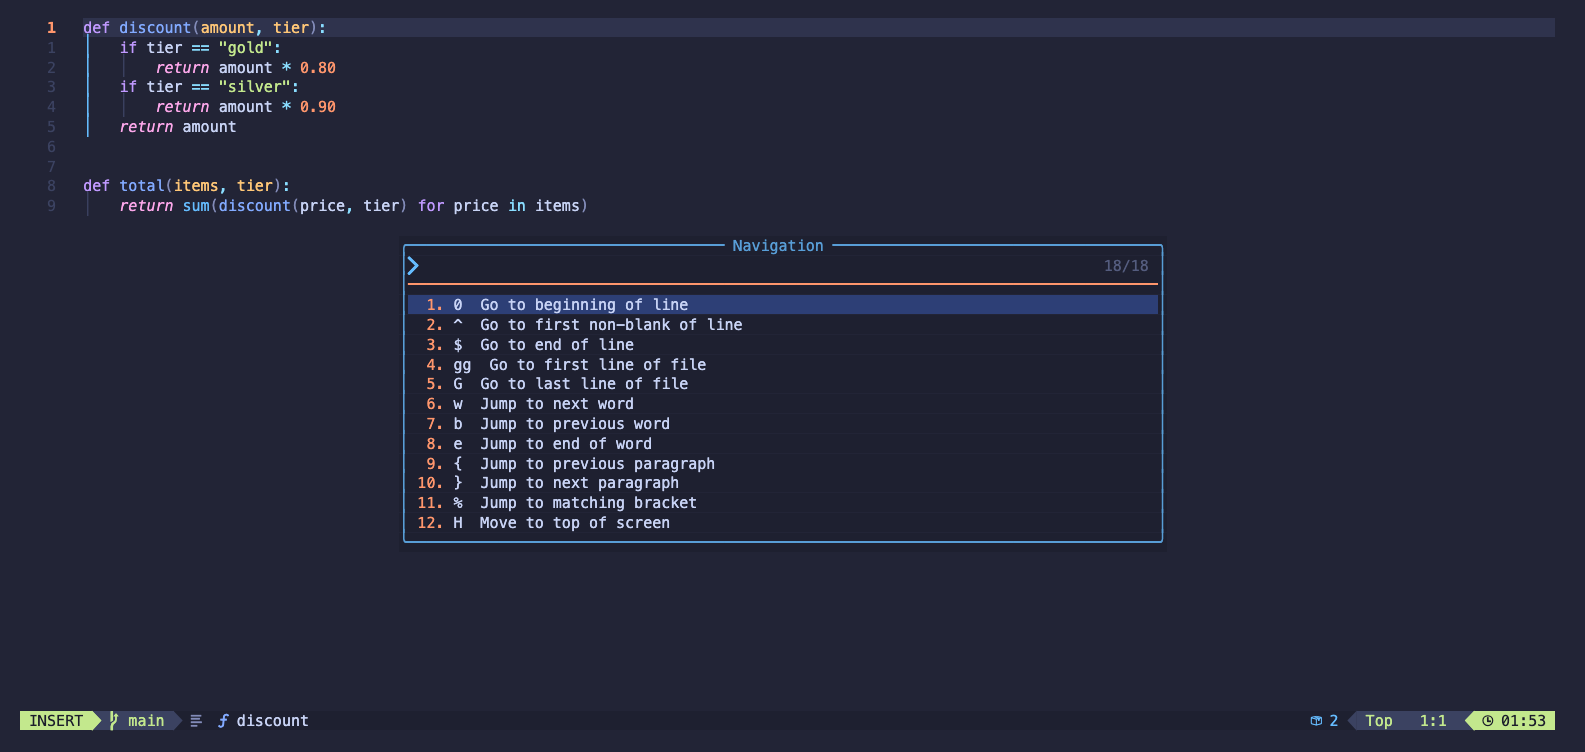 1 def discount(amount, tier):
1 if tier == "gold":
2 return amount * 0.80
3 if tier == "silver":
4 return amount * 0.90
5 return amount
6
7
8 def total(items, tier):
9 return sum(discount(price, tier) for price in items)
Navigation
18/18
1. 0 Go to beginning of line
2. ^ Go to first non-blank of line
3. $ Go to end of line
4. gg Go to first line of file
5. G Go to last line of file
6. w Jump to next word
7. b Jump to previous word
8. e Jump to end of word
9. { Jump to previous paragraph
10. } Jump to next paragraph
11. % Jump to matching bracket
12. H Move to top of screen
INSERT main discount 2 Top 1:1 01:53